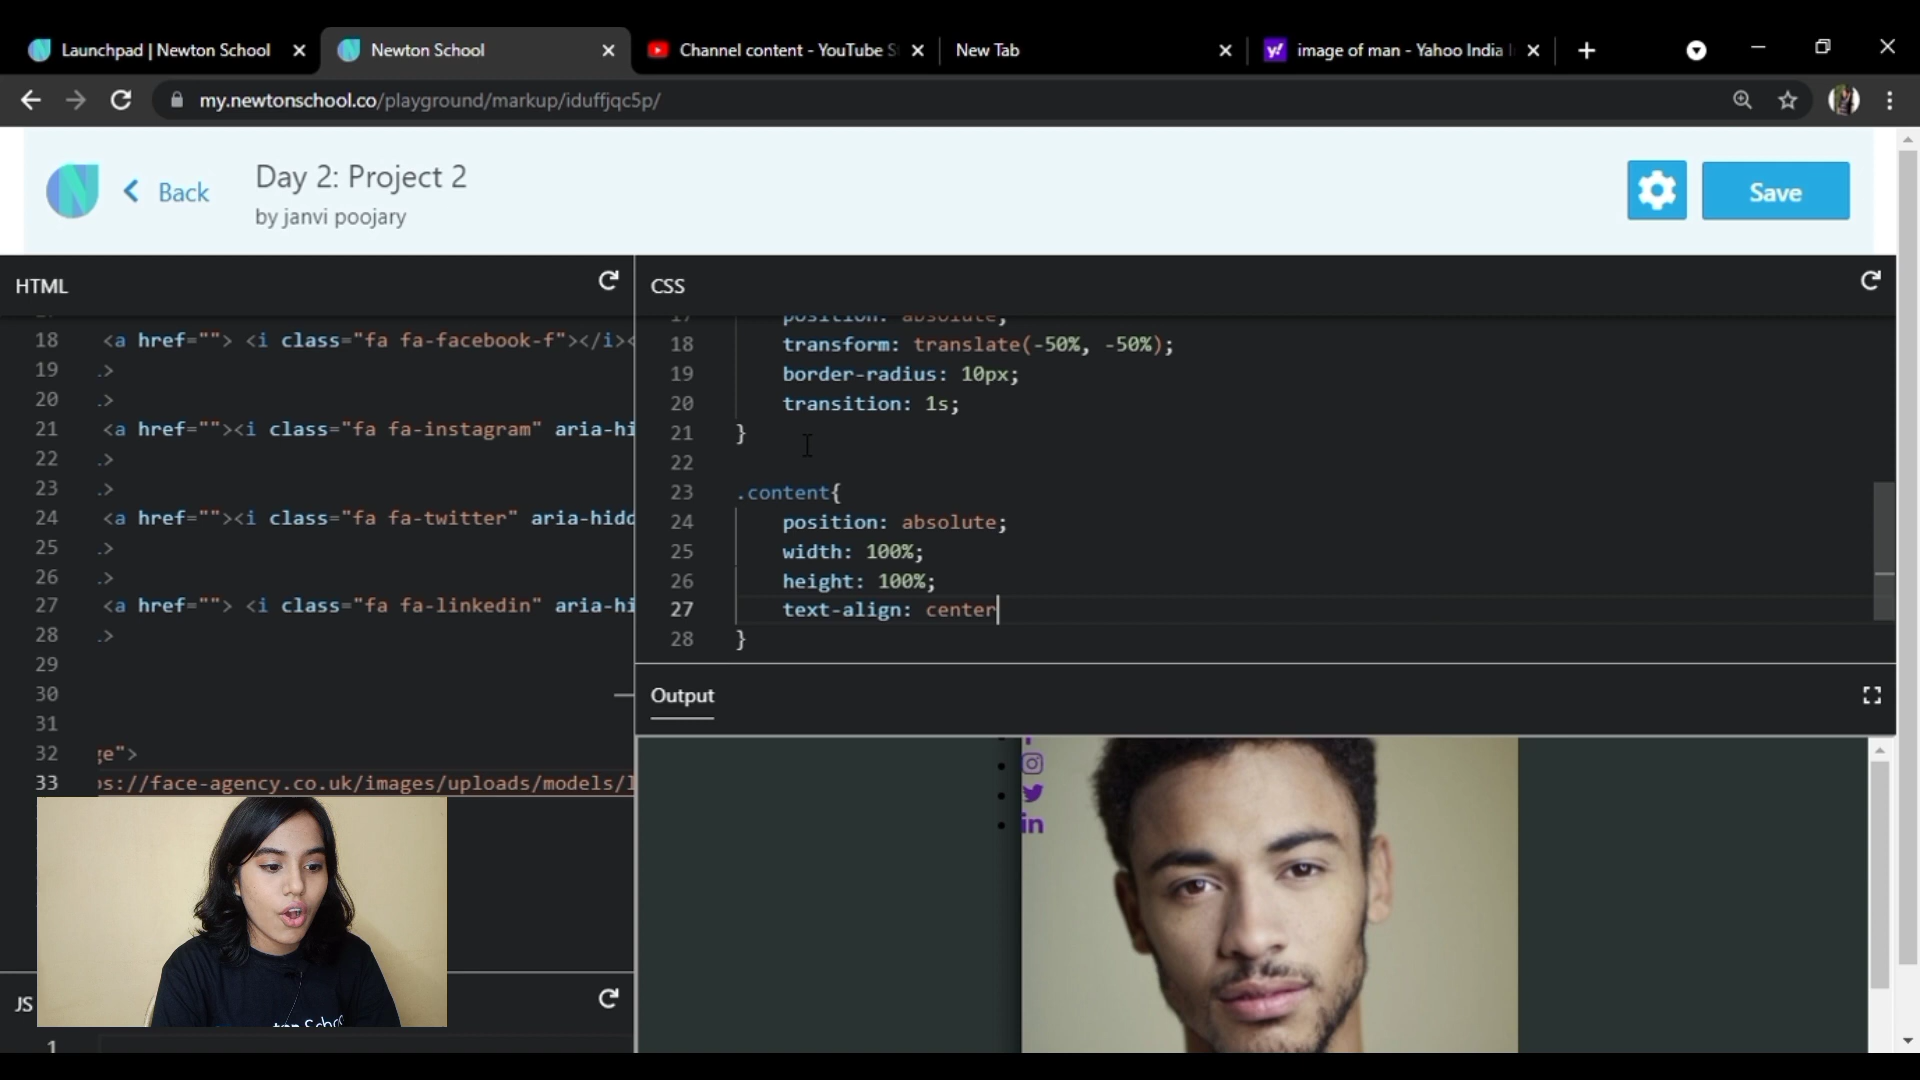 Launchpad | Newton School
Newton School
Channel content - YouTube S
New Tab
image of man - Yahoo India
my.newtonschool.co/playground/markup/iduffjqc5p/
Back
Day 2: Project 2
by janvi poojary
Save
HTML
18 <a href=""> <i class="fa fa-facebook-f"></i><
19 .>
20 .>
21 <a href=""><i class="fa fa-instagram" aria-hi
22 .>
23 .>
24 <a href=""><i class="fa fa-twitter" aria-hidd
25 .>
26 .>
27 <a href=""> <i class="fa fa-linkedin" aria-hi
28 .>
29
30
31
32 ge">
33 ps://face-agency.co.uk/images/uploads/models/l
JS
1
CSS
17 position: absolute;
18 transform: translate(-50%, -50%);
19 border-radius: 10px;
20 transition: 1s;
21 }
22
23 .content{
24 position: absolute;
25 width: 100%;
26 height: 100%;
27 text-align: center
28 }
Output
in